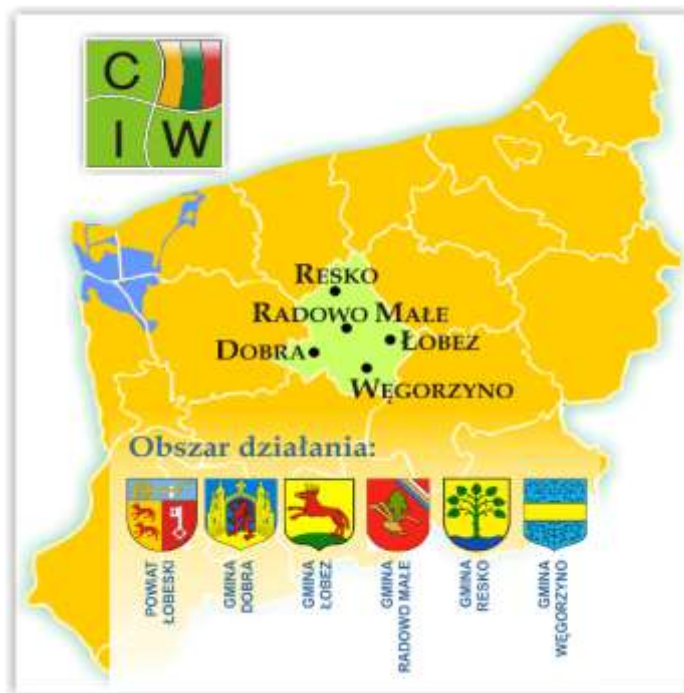 C
I W
RESKO
RADOWO MAŁE
ŁOBEZ
DOBRA
WĘGORZYNO
Obszar działania:
POWIAT
ŁOBESKI
GMINA
DOBRA
GMINA
ŁOBEZ
GMINA
RADOWO MAŁE
GMINA
RESKO
GMINA
WĘGORZYNO